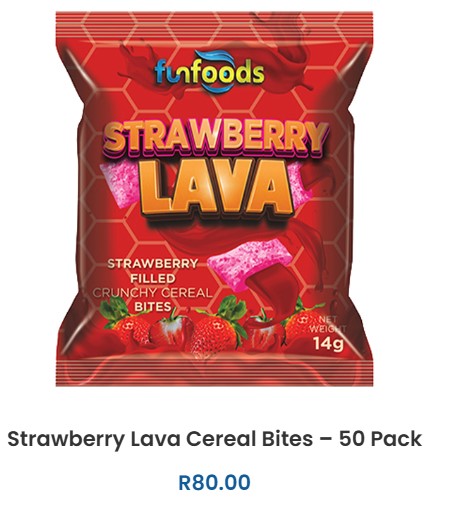 funfoods
STRAWBERRY
LAVA
STRAWBERRY
FILLED
CRUNCHY CEREAL
BITES
NET
WEIGHT
14g
Strawberry Lava Cereal Bites – 50 Pack
R80.00